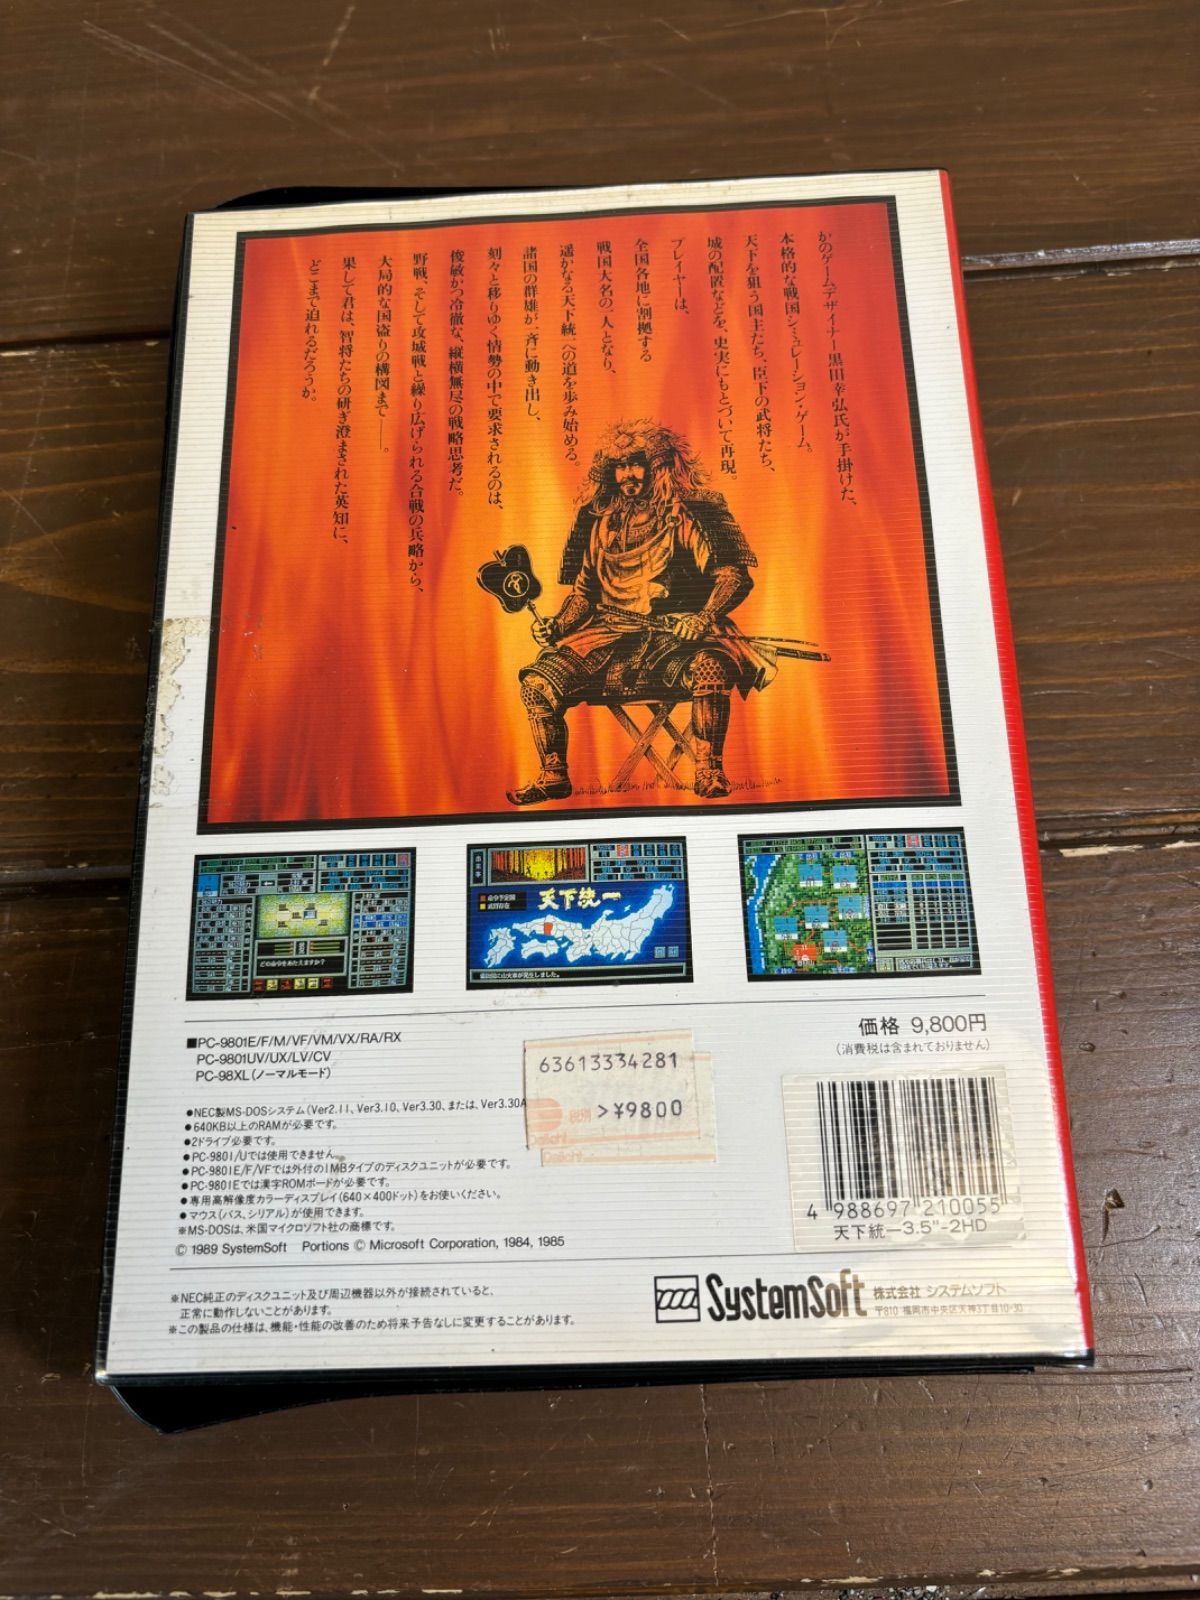 かのゲームデザイナー黒田幸弘氏が手掛けた、
本格的な戦国シミュレーション・ゲーム。
天下を狙う国主たち、臣下の武将たち、
城の配置などを、史実にもとづいて再現。
プレイヤーは、
全国各地に割拠する
戦国大名の一人となり、
遥かなる天下統一への道を歩み始める。
諸国の群雄が一斉に動き出し、
刻々と移りゆく情勢の中で要求されるのは、
俊敏かつ冷徹な、縦横無尽の戦略思考だ。
野戦、そして攻城戦と繰り広げられる合戦の兵略から、
大局的な国盗りの構図まで――。
果して君は、智将たちの研ぎ澄まされた英知に、
どこまで迫れるだろうか。
どの命令をあたえますか?
天下統一
■PC-9801E/F/M/VF/VM/VX/RA/RX
PC-9801UV/UX/LV/CV
PC-98XL(ノーマルモード)
価格 9,800円
(消費税は含まれておりません)
63613334281
税別 >¥9800
Daiichi
●NEC製MS-DOSシステム(Ver2.11、Ver3.10、Ver3.30、または、Ver3.30A
●640KB以上のRAMが必要です。
●2ドライブ必要です。
●PC-9801/Uでは使用できません。
●PC-9801E/F/VFでは外付の1MBタイプのディスクユニットが必要です。
●PC-9801Eでは漢字ROMボードが必要です。
●専用高解像度カラーディスプレイ(640×400ドット)をお使いください。
●マウス(バス、シリアル)が使用できます。
※MS-DOSは、米国マイクロソフト社の商標です。
© 1989 SystemSoft Portions © Microsoft Corporation, 1984, 1985
4 988697 210055
天下統一3.5"-2HD
※NEC純正のディスクユニット及び周辺機器以外が接続されていると、
正常に動作しないことがあります。
※この製品の仕様は、機能・性能の改善のため将来予告なしに変更することがあります。
SystemSoft 株式会社 システムソフト
〒810 福岡市中央区天神3丁目10-30